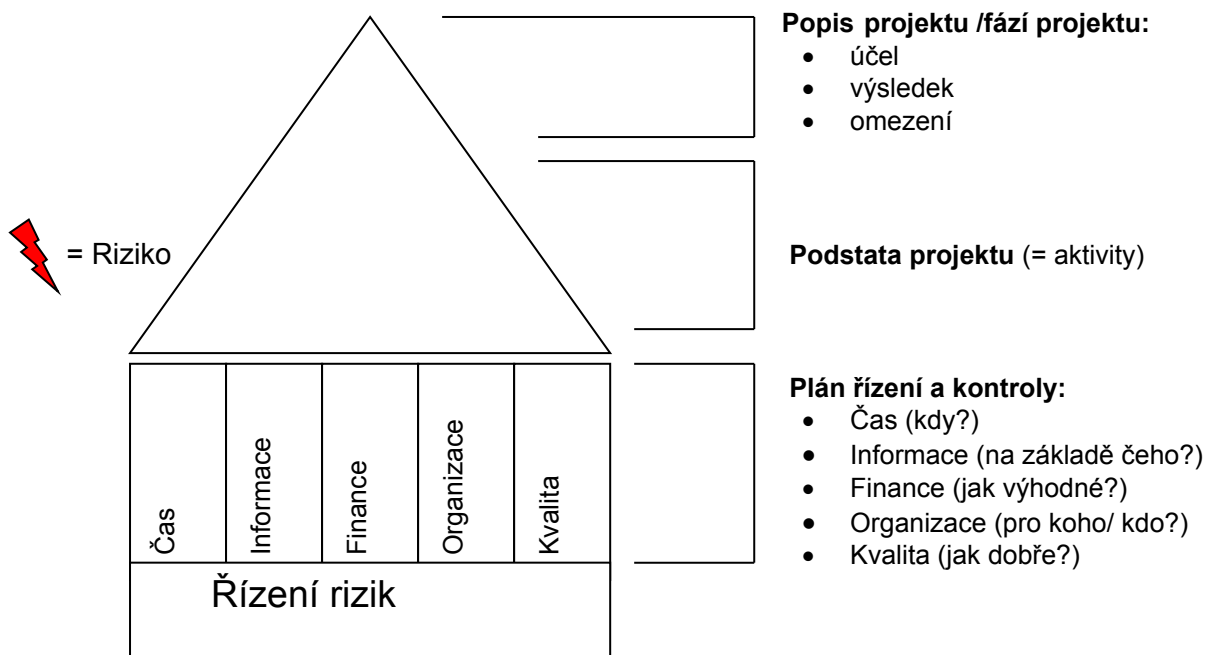 Popis projektu /fází projektu:
• účel
• výsledek
• omezení
= Riziko
Podstata projektu (= aktivity)
Plán řízení a kontroly:
• Čas (kdy?)
• Informace (na základě čeho?)
• Finance (jak výhodné?)
• Organizace (pro koho/ kdo?)
• Kvalita (jak dobře?)
Čas
Informace
Finance
Organizace
Kvalita
Řízení rizik